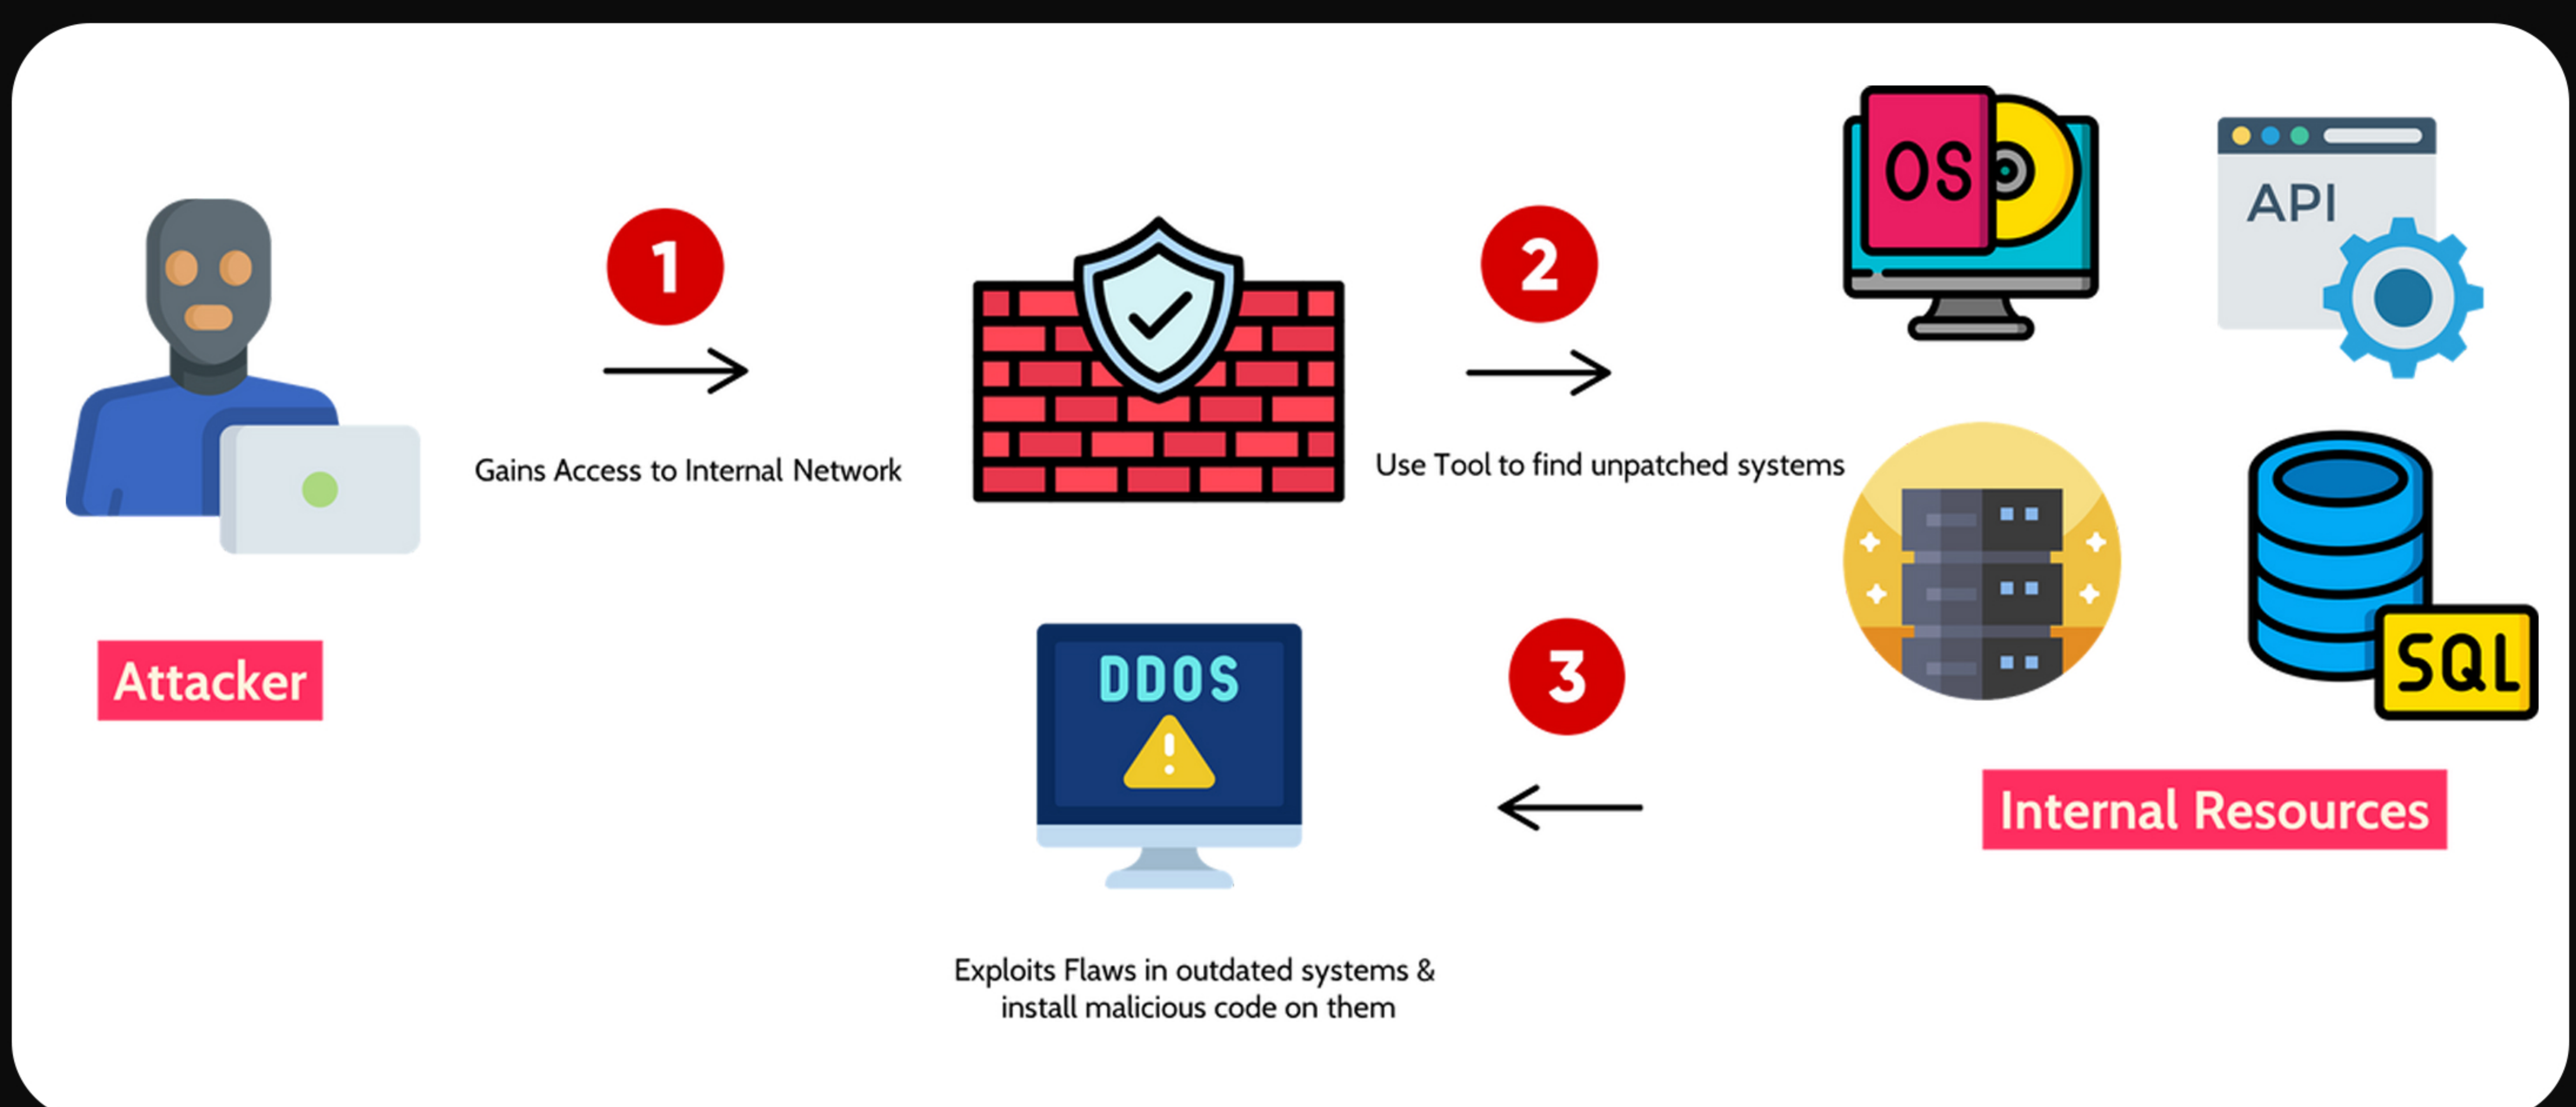 1
2
3
OS
API
Gains Access to Internal Network
Use Tool to find unpatched systems
Attacker
DDOS
SQL
Internal Resources
Exploits Flaws in outdated systems &
install malicious code on them